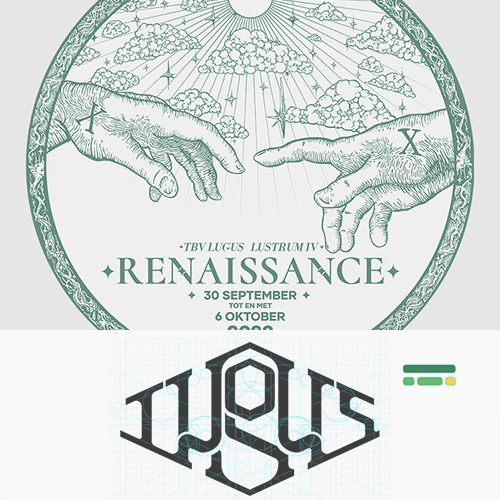 A
X
•TBV LUGUS LUSTRUM IV•
RENAISSANCE
30 SEPTEMBER
TOT EN MET
6 OKTOBER
LUGUS